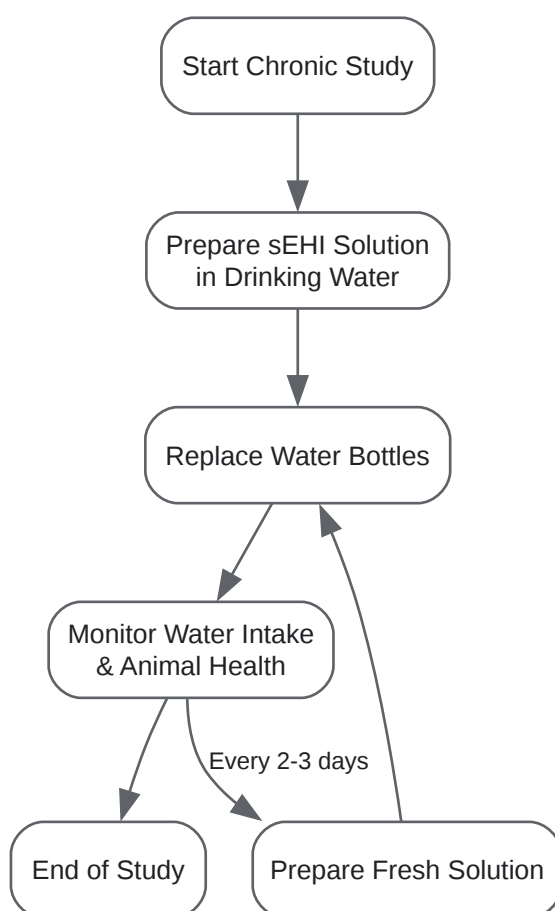 Start Chronic Study
Prepare sEHI Solution
in Drinking Water
Replace Water Bottles
Monitor Water Intake
& Animal Health
Every 2-3 days
End of Study
Prepare Fresh Solution